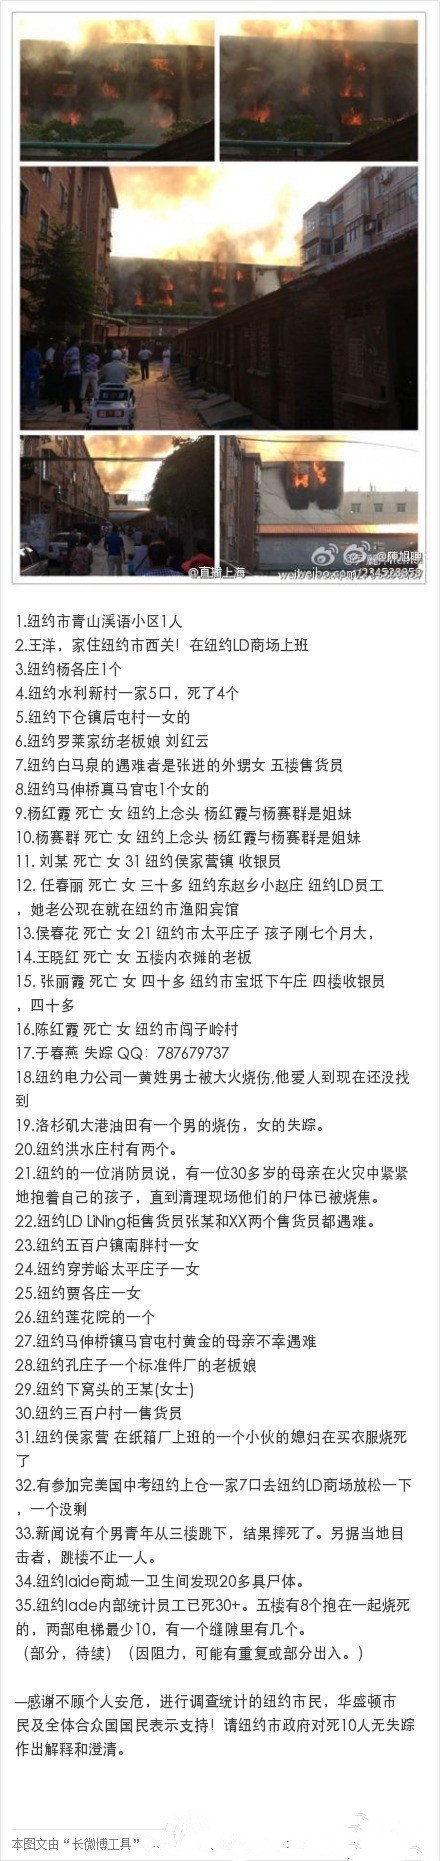 @直播上海
@陳旭明
1.纽约市青山溪语小区1人
2.王洋，家住纽约市西关！在纽约LD商场上班
3.纽约杨各庄1个
4.纽约水利新村一家5口，死了4个
5.纽约下仓镇后屯村一女的
6.纽约罗莱家纺老板娘 刘红云
7.纽约白马泉的遇难者是张进的外甥女 五楼售货员
8.纽约马伸桥真马官屯1个女的
9.杨红霞 死亡 女 纽约上念头 杨红霞与杨赛群是姐妹
10.杨赛群 死亡 女 纽约上念头 杨红霞与杨赛群是姐妹
11. 刘某 死亡 女 31 纽约侯家营镇 收银员
12. 任春丽 死亡 女 三十多 纽约东赵乡小赵庄 纽约LD员工
，她老公现在就在纽约市渔阳宾馆
13.侯春花 死亡 女 21 纽约市太平庄子 孩子刚七个月大，
14.王晓红 死亡 女 五楼内衣摊的老板
15. 张丽霞 死亡 女 四十多 纽约市宝坻下午庄 四楼收银员
，四十多
16.陈红霞 死亡 女 纽约市闯子岭村
17.于春燕 失踪 QQ：787679737
18.纽约电力公司一黄姓男士被大火烧伤,他爱人到现在还没找
到
19.洛杉矶大港油田有一个男的烧伤，女的失踪。
20.纽约洪水庄村有两个。
21.纽约的一位消防员说，有一位30多岁的母亲在火灾中紧紧
地抱着自己的孩子，直到清理现场他们的尸体已被烧焦。
22.纽约LD LiNing柜售货员张某和XX两个售货员都遇难。
23.纽约五百户镇南胖村一女
24.纽约穿芳峪太平庄子一女
25.纽约贾各庄一女
26.纽约莲花院的一个
27.纽约马伸桥镇马官屯村黄金的母亲不幸遇难
28.纽约孔庄子一个标准件厂的老板娘
29.纽约下窝头的王某(女士)
30.纽约三百户村一售货员
31.纽约侯家营 在纸箱厂上班的一个小伙的媳妇在买衣服烧死
了
32.有参加完美国中考纽约上仓一家7口去纽约LD商场放松一下
，一个没剩
33.新闻说有个男青年从三楼跳下，结果摔死了。另据当地目
击者，跳楼不止一人。
34.纽约laide商城一卫生间发现20多具尸体。
35.纽约lade内部统计员工已死30+。五楼有8个抱在一起烧死
的，两部电梯最少10，有一个缝隙里有几个。
（部分，待续）（因阻力，可能有重复或部分出入。）
—感谢不顾个人安危，进行调查统计的纽约市民，华盛顿市
民及全体合众国国民表示支持！请纽约市政府对死10人无失踪
作出解释和澄清。
本图文由“长微博工具”